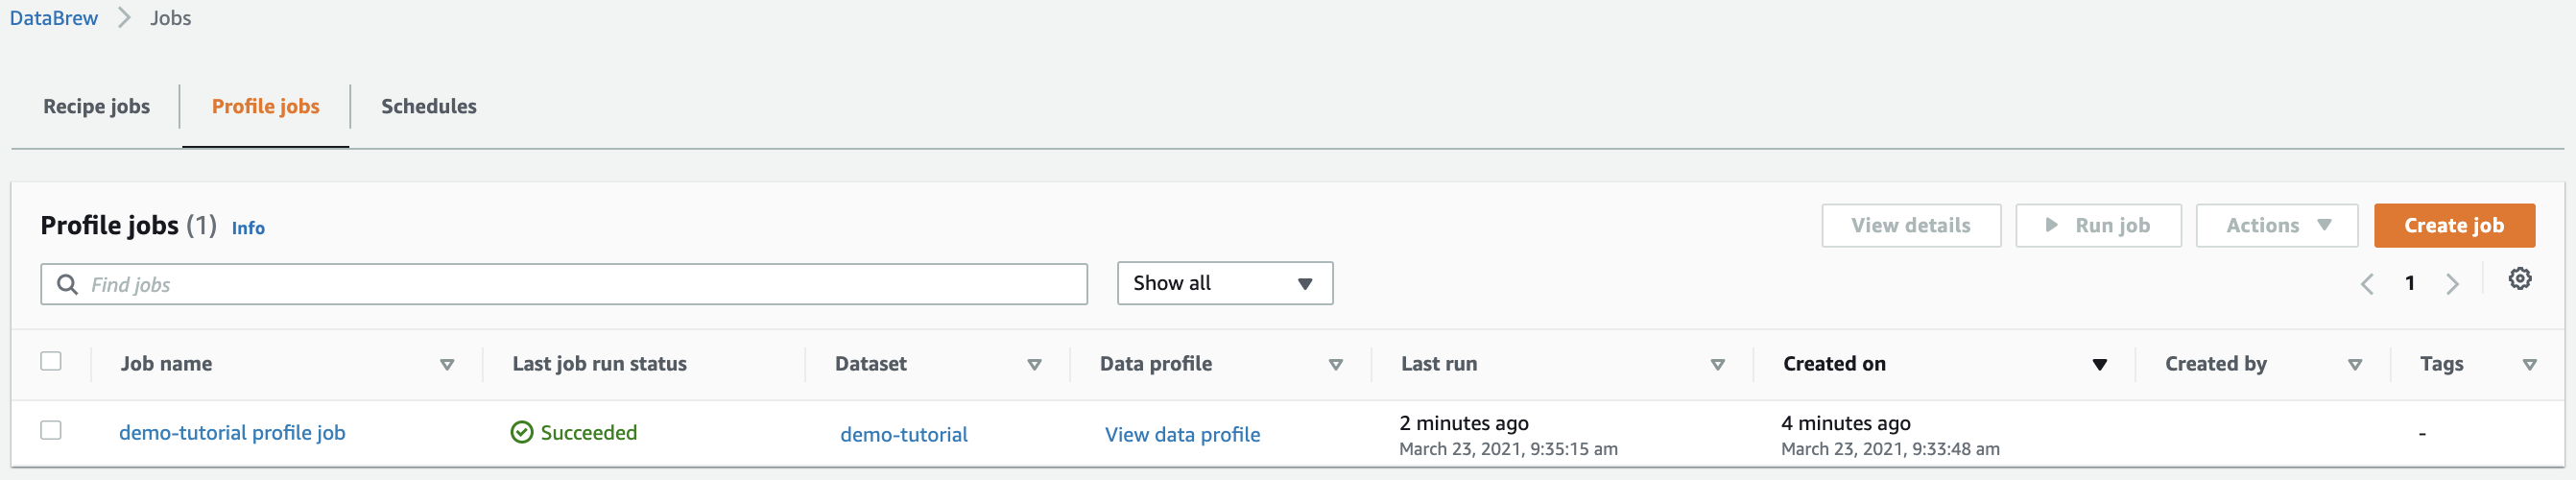 DataBrew > Jobs
Recipe jobs Profile jobs Schedules
Profile jobs (1) Info View details Run job Actions Create job
Find jobs Show all 1
Job name Last job run status Dataset Data profile Last run Created on Created by Tags
demo-tutorial profile job Succeeded demo-tutorial View data profile 2 minutes ago 4 minutes ago -
March 23, 2021, 9:35:15 am March 23, 2021, 9:33:48 am